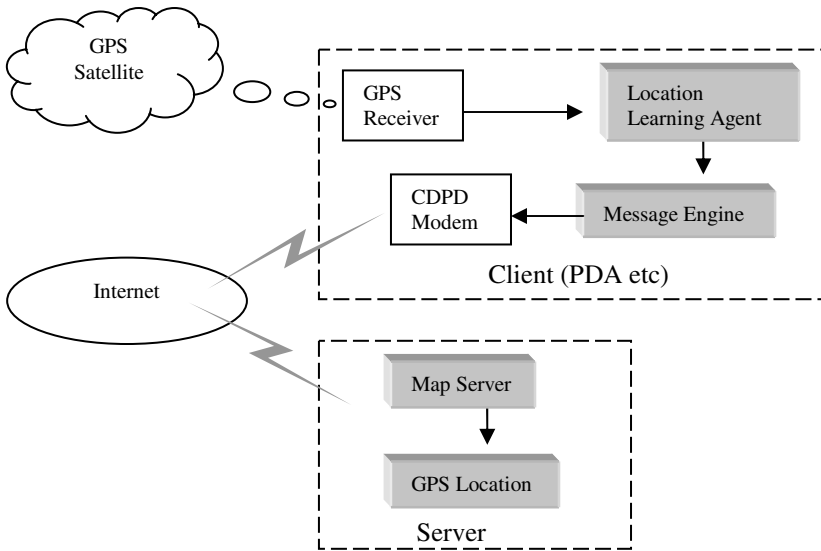 GPS
Satellite
GPS
Receiver
Location
Learning Agent
CDPD
Modem
Message Engine
Client (PDA etc)
Internet
Map Server
GPS Location
Server